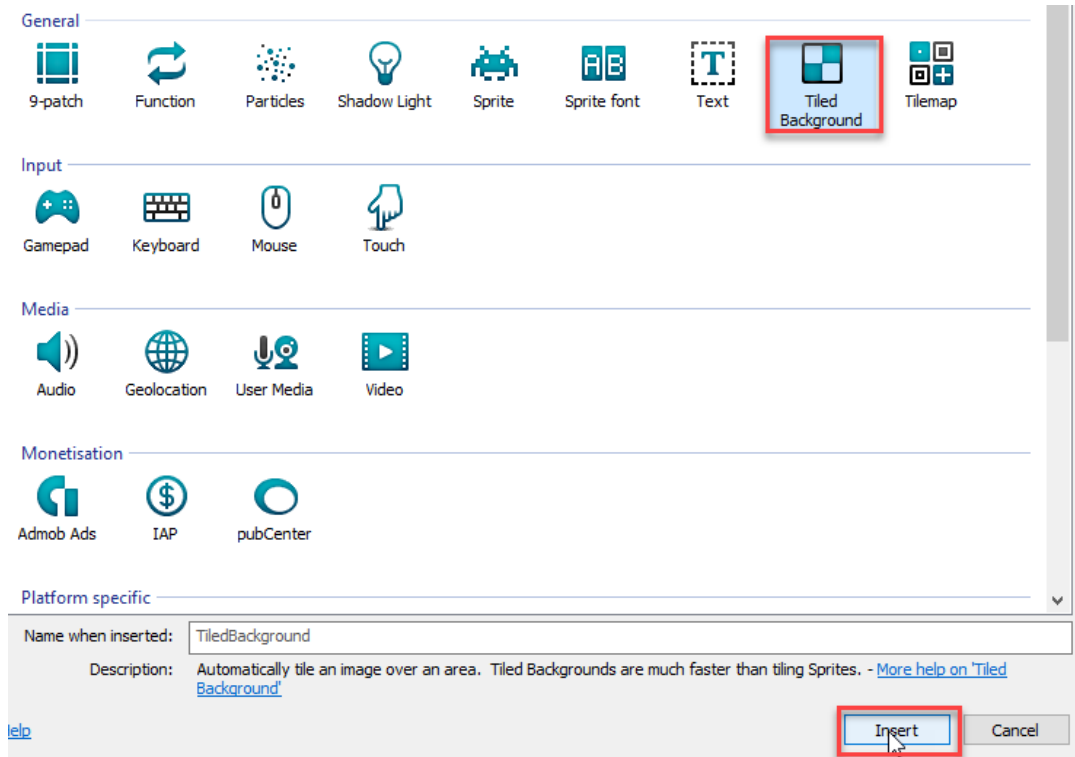 General
9-patch Function Particles Shadow Light Sprite Sprite font Text Tiled Background Tilemap
Input
Gamepad Keyboard Mouse Touch
Media
Audio Geolocation User Media Video
Monetisation
Admob Ads IAP pubCenter
Platform specific
Name when inserted: TiledBackground
Description: Automatically tile an image over an area. Tiled Backgrounds are much faster than tiling Sprites. - More help on 'Tiled
Background'
Insert Cancel